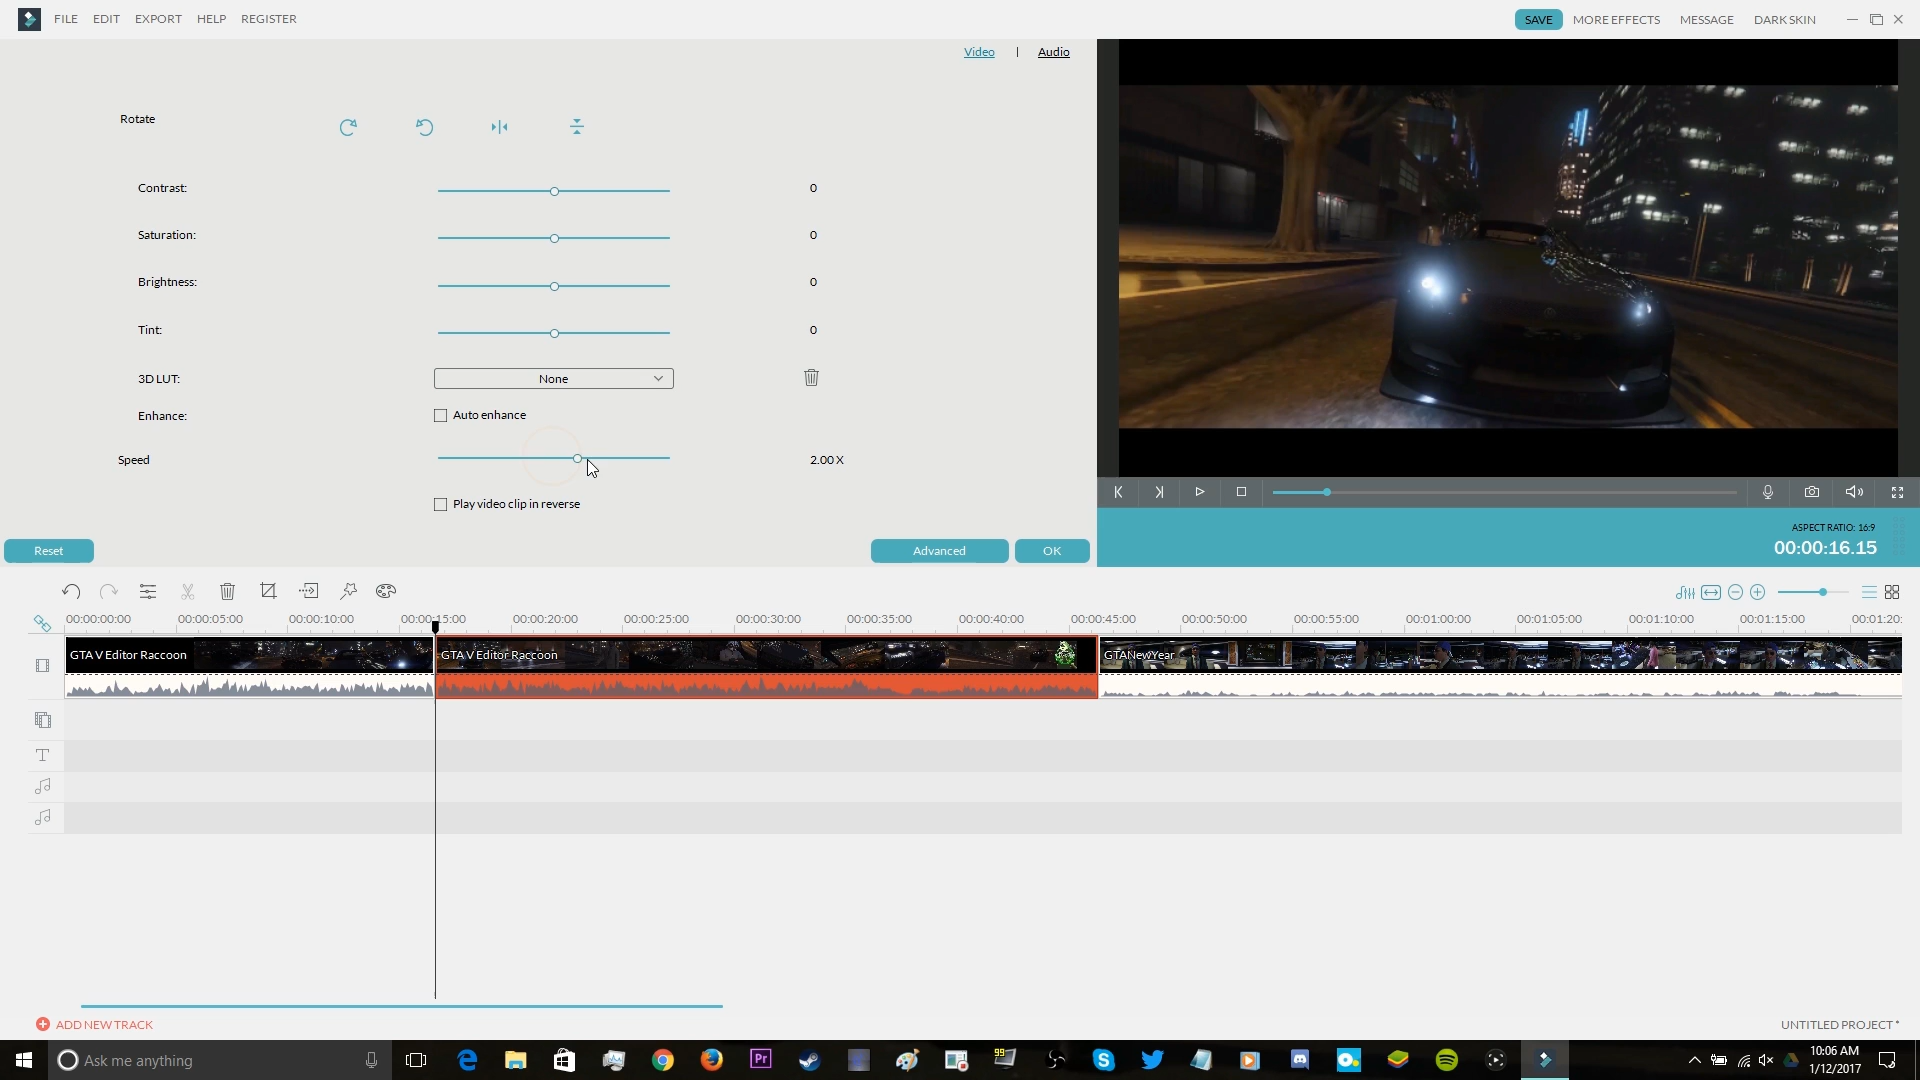 FILE EDIT EXPORT HELP REGISTER SAVE MORE EFFECTS MESSAGE DARK SKIN
Video | Audio
Rotate
Contrast: 0
Saturation: 0
Brightness: 0
Tint: 0
3D LUT: None
Enhance: Auto enhance
Speed 2.00 X
Play video clip in reverse
ASPECT RATIO: 16:9
00:00:16.15
Reset Advanced OK
00:00:00:00 00:00:05:00 00:00:10:00 00:00:15:00 00:00:20:00 00:00:25:00 00:00:30:00 00:00:35:00 00:00:40:00 00:00:45:00 00:00:50:00 00:00:55:00 00:01:00:00 00:01:05:00 00:01:10:00 00:01:15:00 00:01:20:
GTA V Editor Raccoon GTA V Editor Raccoon GTANewYear
T
ADD NEW TRACK UNTITLED PROJECT *
Ask me anything Pr 99 10:06 AM
1/12/2017